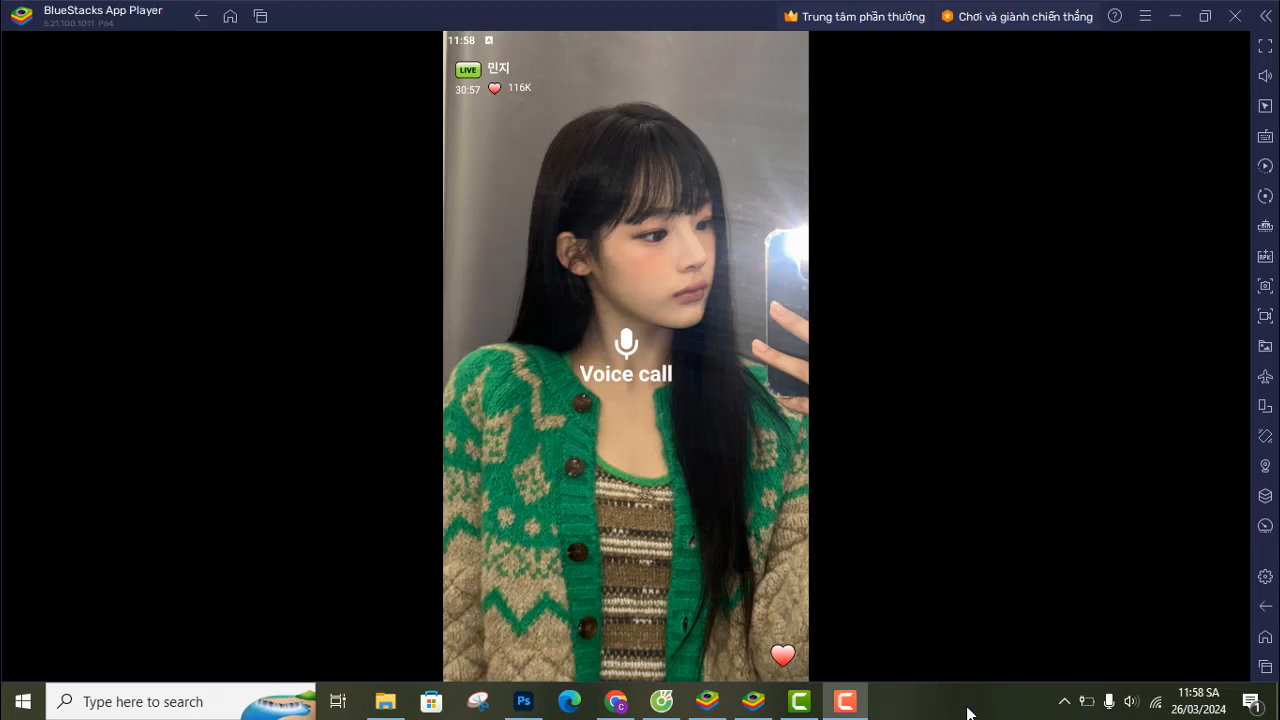 BlueStacks App Player
5.21.100.1011 P64
Trung tâm phần thưởng
Chơi và giành chiến thắng
11:58
LIVE 민지
30:57 116K
Voice call
Type here to search
Ps
11:58 SA
26/03/2024